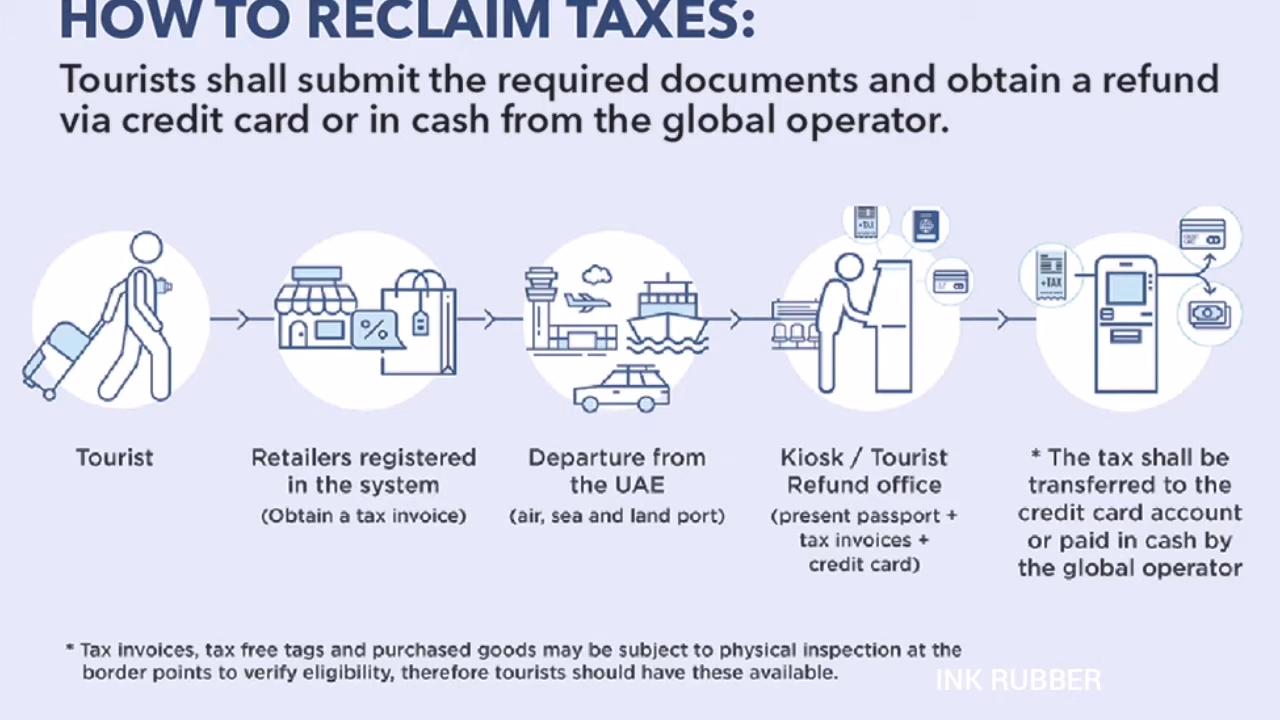 HOW TO RECLAIM TAXES:
Tourists shall submit the required documents and obtain a refund
via credit card or in cash from the global operator.
+TAX
+TAX
%
Tourist
Retailers registered
in the system
(Obtain a tax invoice)
Departure from
the UAE
(air, sea and land port)
Kiosk / Tourist
Refund office
(present passport +
tax invoices +
credit card)
* The tax shall be
transferred to the
credit card account
or paid in cash by
the global operator
* Tax invoices, tax free tags and purchased goods may be subject to physical inspection at the
border points to verify eligibility, therefore tourists should have these available.
INK RUBBER